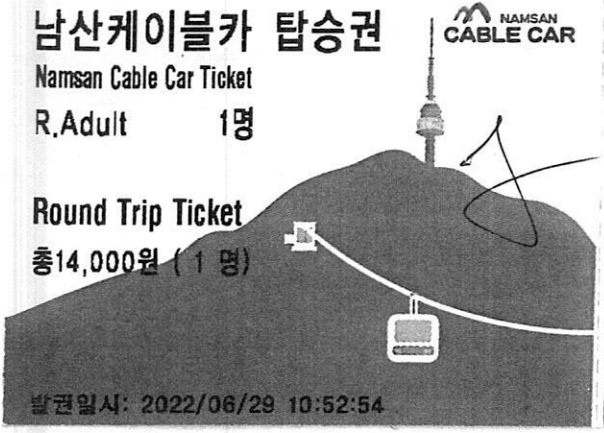 남산케이블카 탑승권
NAMSAN
CABLE CAR
Namsan Cable Car Ticket
R.Adult 1명
Round Trip Ticket
총14,000원 ( 1 명)
발권일시: 2022/06/29 10:52:54